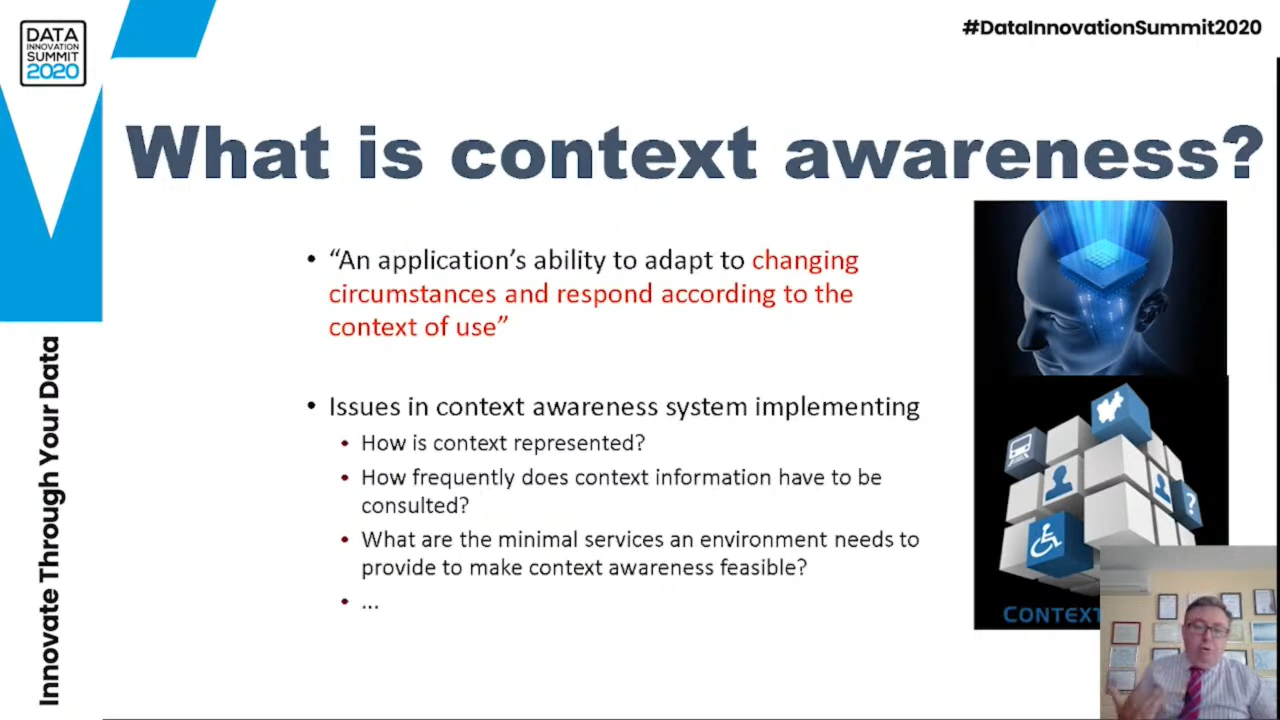 DATA
INNOVATION
SUMMIT
2020
#DataInnovationSummit2020
What is context awareness?
• “An application’s ability to adapt to changing
circumstances and respond according to the
context of use”
• Issues in context awareness system implementing
• How is context represented?
• How frequently does context information have to be
consulted?
• What are the minimal services an environment needs to
provide to make context awareness feasible?
• ...
?
CONTEXT
Innovate Through Your Data